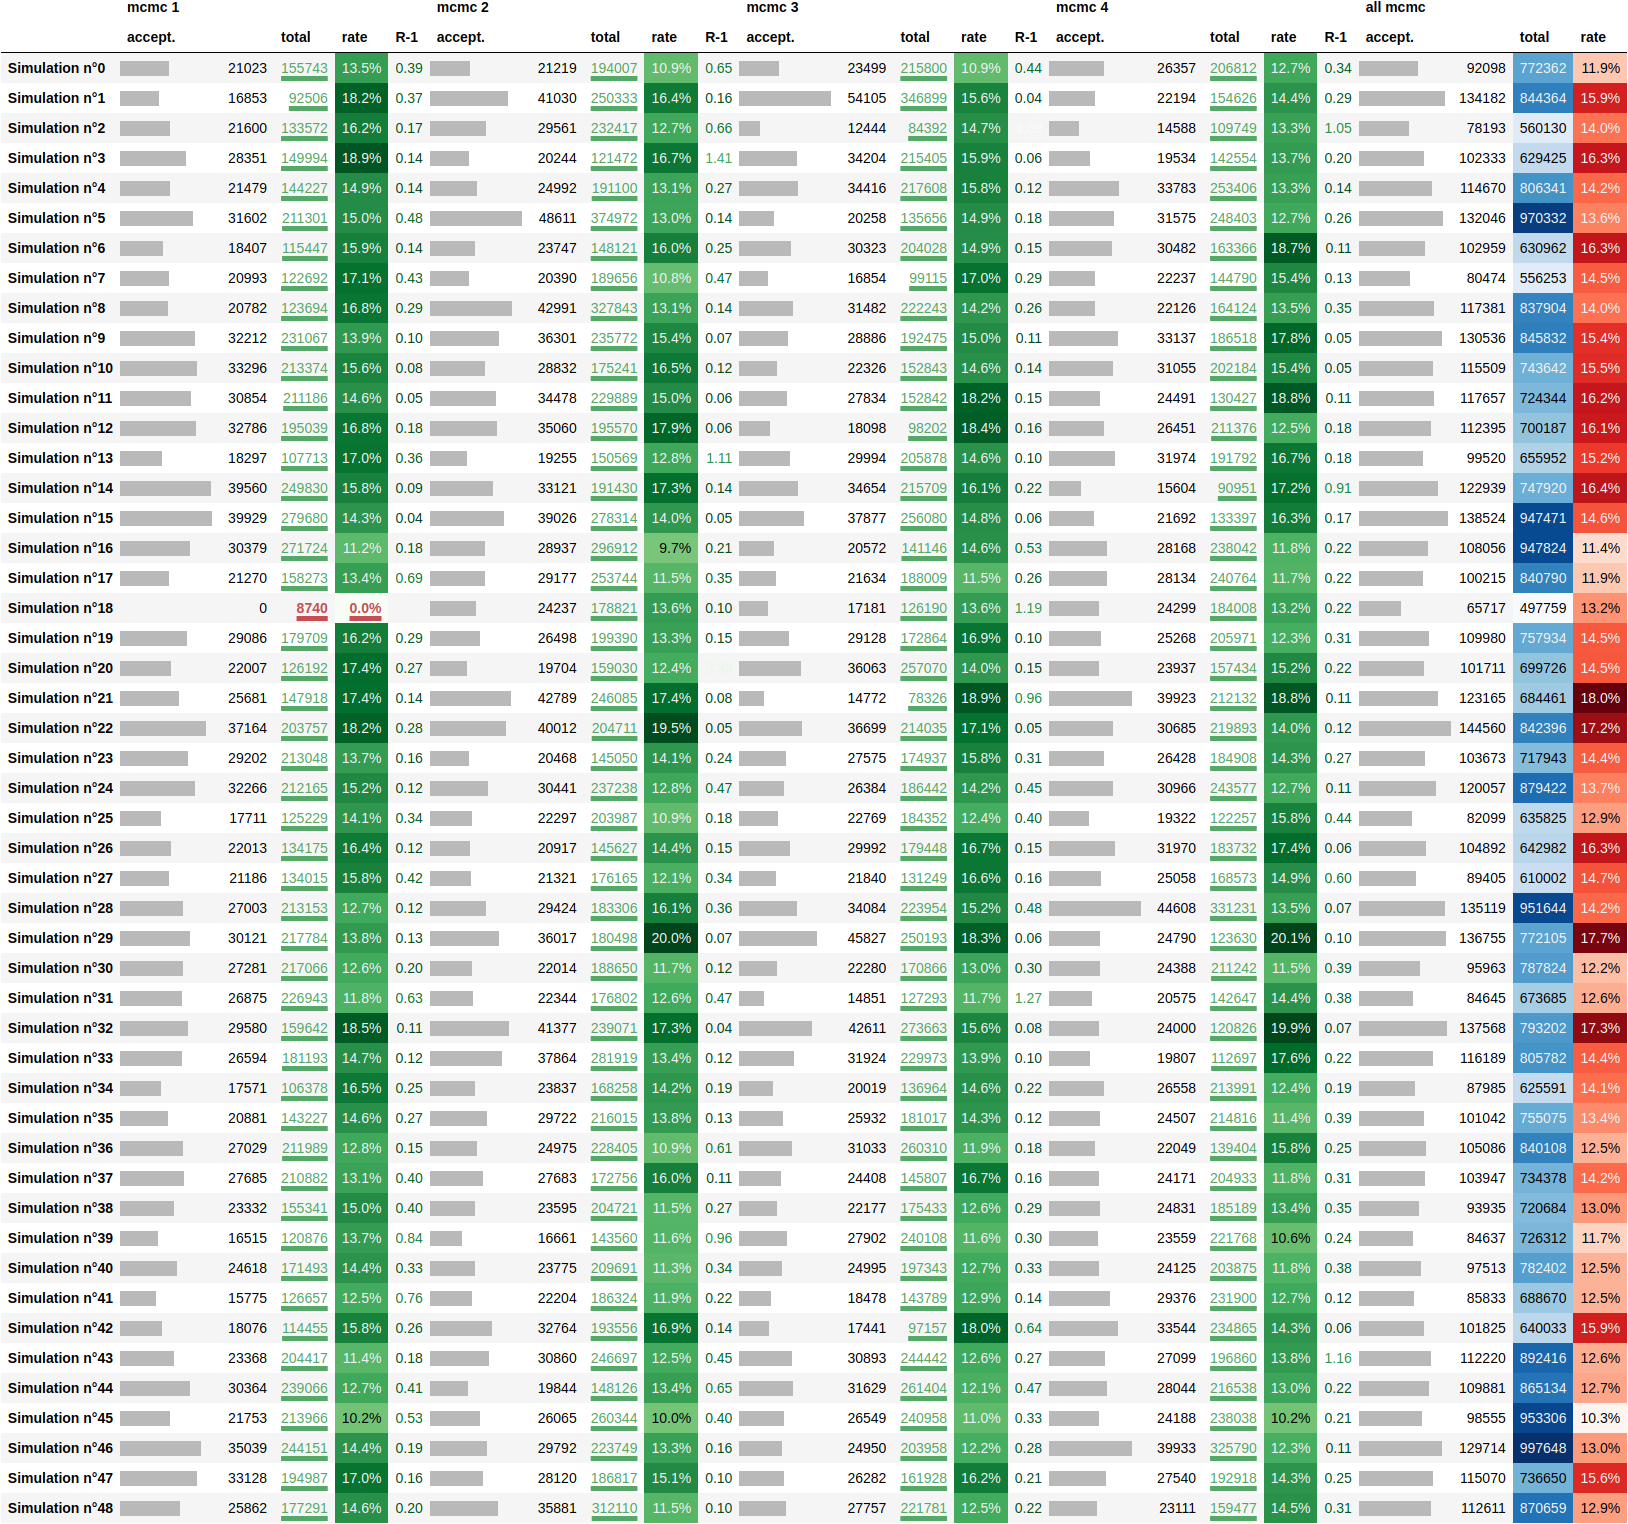 mcmc 1 mcmc 2 mcmc 3 mcmc 4 all mcmc
accept. total rate R-1 accept. total rate R-1 accept. total rate R-1 accept. total rate R-1 accept. total rate
Simulation n°0 21023 155743 13.5% 0.39 21219 194007 10.9% 0.65 23499 215800 10.9% 0.44 26357 206812 12.7% 0.34 92098 772362 11.9%
Simulation n°1 16853 92506 18.2% 0.37 41030 250333 16.4% 0.16 54105 346899 15.6% 0.04 22194 154626 14.4% 0.29 134182 844364 15.9%
Simulation n°2 21600 133572 16.2% 0.17 29561 232417 12.7% 0.66 12444 84392 14.7% 14588 109749 13.3% 1.05 78193 560130 14.0%
Simulation n°3 28351 149994 18.9% 0.14 20244 121472 16.7% 1.41 34204 215405 15.9% 0.06 19534 142554 13.7% 0.20 102333 629425 16.3%
Simulation n°4 21479 144227 14.9% 0.14 24992 191100 13.1% 0.27 34416 217608 15.8% 0.12 33783 253406 13.3% 0.14 114670 806341 14.2%
Simulation n°5 31602 211301 15.0% 0.48 48611 374972 13.0% 0.14 20258 135656 14.9% 0.18 31575 248403 12.7% 0.26 132046 970332 13.6%
Simulation n°6 18407 115447 15.9% 0.14 23747 148121 16.0% 0.25 30323 204028 14.9% 0.15 30482 163366 18.7% 0.11 102959 630962 16.3%
Simulation n°7 20993 122692 17.1% 0.43 20390 189656 10.8% 0.47 16854 99115 17.0% 0.29 22237 144790 15.4% 0.13 80474 556253 14.5%
Simulation n°8 20782 123694 16.8% 0.29 42991 327843 13.1% 0.14 31482 222243 14.2% 0.26 22126 164124 13.5% 0.35 117381 837904 14.0%
Simulation n°9 32212 231067 13.9% 0.10 36301 235772 15.4% 0.07 28886 192475 15.0% 0.11 33137 186518 17.8% 0.05 130536 845832 15.4%
Simulation n°10 33296 213374 15.6% 0.08 28832 175241 16.5% 0.12 22326 152843 14.6% 0.14 31055 202184 15.4% 0.05 115509 743642 15.5%
Simulation n°11 30854 211186 14.6% 0.05 34478 229889 15.0% 0.06 27834 152842 18.2% 0.15 24491 130427 18.8% 0.11 117657 724344 16.2%
Simulation n°12 32786 195039 16.8% 0.18 35060 195570 17.9% 0.06 18098 98202 18.4% 0.16 26451 211376 12.5% 0.18 112395 700187 16.1%
Simulation n°13 18297 107713 17.0% 0.36 19255 150569 12.8% 1.11 29994 205878 14.6% 0.10 31974 191792 16.7% 0.18 99520 655952 15.2%
Simulation n°14 39560 249830 15.8% 0.09 33121 191430 17.3% 0.14 34654 215709 16.1% 0.22 15604 90951 17.2% 0.91 122939 747920 16.4%
Simulation n°15 39929 279680 14.3% 0.04 39026 278314 14.0% 0.05 37877 256080 14.8% 0.06 21692 133397 16.3% 0.17 138524 947471 14.6%
Simulation n°16 30379 271724 11.2% 0.18 28937 296912 9.7% 0.21 20572 141146 14.6% 0.53 28168 238042 11.8% 0.22 108056 947824 11.4%
Simulation n°17 21270 158273 13.4% 0.69 29177 253744 11.5% 0.35 21634 188009 11.5% 0.26 28134 240764 11.7% 0.22 100215 840790 11.9%
Simulation n°18 0 8740 0.0% 24237 178821 13.6% 0.10 17181 126190 13.6% 1.19 24299 184008 13.2% 0.22 65717 497759 13.2%
Simulation n°19 29086 179709 16.2% 0.29 26498 199390 13.3% 0.15 29128 172864 16.9% 0.10 25268 205971 12.3% 0.31 109980 757934 14.5%
Simulation n°20 22007 126192 17.4% 0.27 19704 159030 12.4% 36063 257070 14.0% 0.15 23937 157434 15.2% 0.22 101711 699726 14.5%
Simulation n°21 25681 147918 17.4% 0.14 42789 246085 17.4% 0.08 14772 78326 18.9% 0.96 39923 212132 18.8% 0.11 123165 684461 18.0%
Simulation n°22 37164 203757 18.2% 0.28 40012 204711 19.5% 0.05 36699 214035 17.1% 0.05 30685 219893 14.0% 0.12 144560 842396 17.2%
Simulation n°23 29202 213048 13.7% 0.16 20468 145050 14.1% 0.24 27575 174937 15.8% 0.31 26428 184908 14.3% 0.27 103673 717943 14.4%
Simulation n°24 32266 212165 15.2% 0.12 30441 237238 12.8% 0.47 26384 186442 14.2% 0.45 30966 243577 12.7% 0.11 120057 879422 13.7%
Simulation n°25 17711 125229 14.1% 0.34 22297 203987 10.9% 0.18 22769 184352 12.4% 0.40 19322 122257 15.8% 0.44 82099 635825 12.9%
Simulation n°26 22013 134175 16.4% 0.12 20917 145627 14.4% 0.15 29992 179448 16.7% 0.15 31970 183732 17.4% 0.06 104892 642982 16.3%
Simulation n°27 21186 134015 15.8% 0.42 21321 176165 12.1% 0.34 21840 131249 16.6% 0.16 25058 168573 14.9% 0.60 89405 610002 14.7%
Simulation n°28 27003 213153 12.7% 0.12 29424 183306 16.1% 0.36 34084 223954 15.2% 0.48 44608 331231 13.5% 0.07 135119 951644 14.2%
Simulation n°29 30121 217784 13.8% 0.13 36017 180498 20.0% 0.07 45827 250193 18.3% 0.06 24790 123630 20.1% 0.10 136755 772105 17.7%
Simulation n°30 27281 217066 12.6% 0.20 22014 188650 11.7% 0.12 22280 170866 13.0% 0.30 24388 211242 11.5% 0.39 95963 787824 12.2%
Simulation n°31 26875 226943 11.8% 0.63 22344 176802 12.6% 0.47 14851 127293 11.7% 1.27 20575 142647 14.4% 0.38 84645 673685 12.6%
Simulation n°32 29580 159642 18.5% 0.11 41377 239071 17.3% 0.04 42611 273663 15.6% 0.08 24000 120826 19.9% 0.07 137568 793202 17.3%
Simulation n°33 26594 181193 14.7% 0.12 37864 281919 13.4% 0.12 31924 229973 13.9% 0.10 19807 112697 17.6% 0.22 116189 805782 14.4%
Simulation n°34 17571 106378 16.5% 0.25 23837 168258 14.2% 0.19 20019 136964 14.6% 0.22 26558 213991 12.4% 0.19 87985 625591 14.1%
Simulation n°35 20881 143227 14.6% 0.27 29722 216015 13.8% 0.13 25932 181017 14.3% 0.12 24507 214816 11.4% 0.39 101042 755075 13.4%
Simulation n°36 27029 211989 12.8% 0.15 24975 228405 10.9% 0.61 31033 260310 11.9% 0.18 22049 139404 15.8% 0.25 105086 840108 12.5%
Simulation n°37 27685 210882 13.1% 0.40 27683 172756 16.0% 0.11 24408 145807 16.7% 0.16 24171 204933 11.8% 0.31 103947 734378 14.2%
Simulation n°38 23332 155341 15.0% 0.40 23595 204721 11.5% 0.27 22177 175433 12.6% 0.29 24831 185189 13.4% 0.35 93935 720684 13.0%
Simulation n°39 16515 120876 13.7% 0.84 16661 143560 11.6% 0.96 27902 240108 11.6% 0.30 23559 221768 10.6% 0.24 84637 726312 11.7%
Simulation n°40 24618 171493 14.4% 0.33 23775 209691 11.3% 0.34 24995 197343 12.7% 0.33 24125 203875 11.8% 0.38 97513 782402 12.5%
Simulation n°41 15775 126657 12.5% 0.76 22204 186324 11.9% 0.22 18478 143789 12.9% 0.14 29376 231900 12.7% 0.12 85833 688670 12.5%
Simulation n°42 18076 114455 15.8% 0.26 32764 193556 16.9% 0.14 17441 97157 18.0% 0.64 33544 234865 14.3% 0.06 101825 640033 15.9%
Simulation n°43 23368 204417 11.4% 0.18 30860 246697 12.5% 0.45 30893 244442 12.6% 0.27 27099 196860 13.8% 1.16 112220 892416 12.6%
Simulation n°44 30364 239066 12.7% 0.41 19844 148126 13.4% 0.65 31629 261404 12.1% 0.47 28044 216538 13.0% 0.22 109881 865134 12.7%
Simulation n°45 21753 213966 10.2% 0.53 26065 260344 10.0% 0.40 26549 240958 11.0% 0.33 24188 238038 10.2% 0.21 98555 953306 10.3%
Simulation n°46 35039 244151 14.4% 0.19 29792 223749 13.3% 0.16 24950 203958 12.2% 0.28 39933 325790 12.3% 0.11 129714 997648 13.0%
Simulation n°47 33128 194987 17.0% 0.16 28120 186817 15.1% 0.10 26282 161928 16.2% 0.21 27540 192918 14.3% 0.25 115070 736650 15.6%
Simulation n°48 25862 177291 14.6% 0.20 35881 312110 11.5% 0.10 27757 221781 12.5% 0.22 23111 159477 14.5% 0.31 112611 870659 12.9%